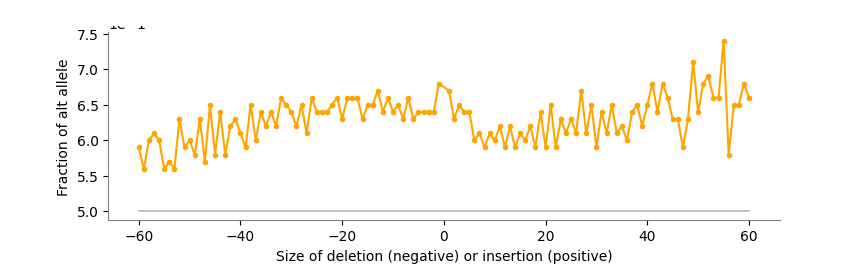 7.5
7.0
6.5
6.0
5.5
5.0
Fraction of alt allele
−60 −40 −20 0 20 40 60
Size of deletion (negative) or insertion (positive)